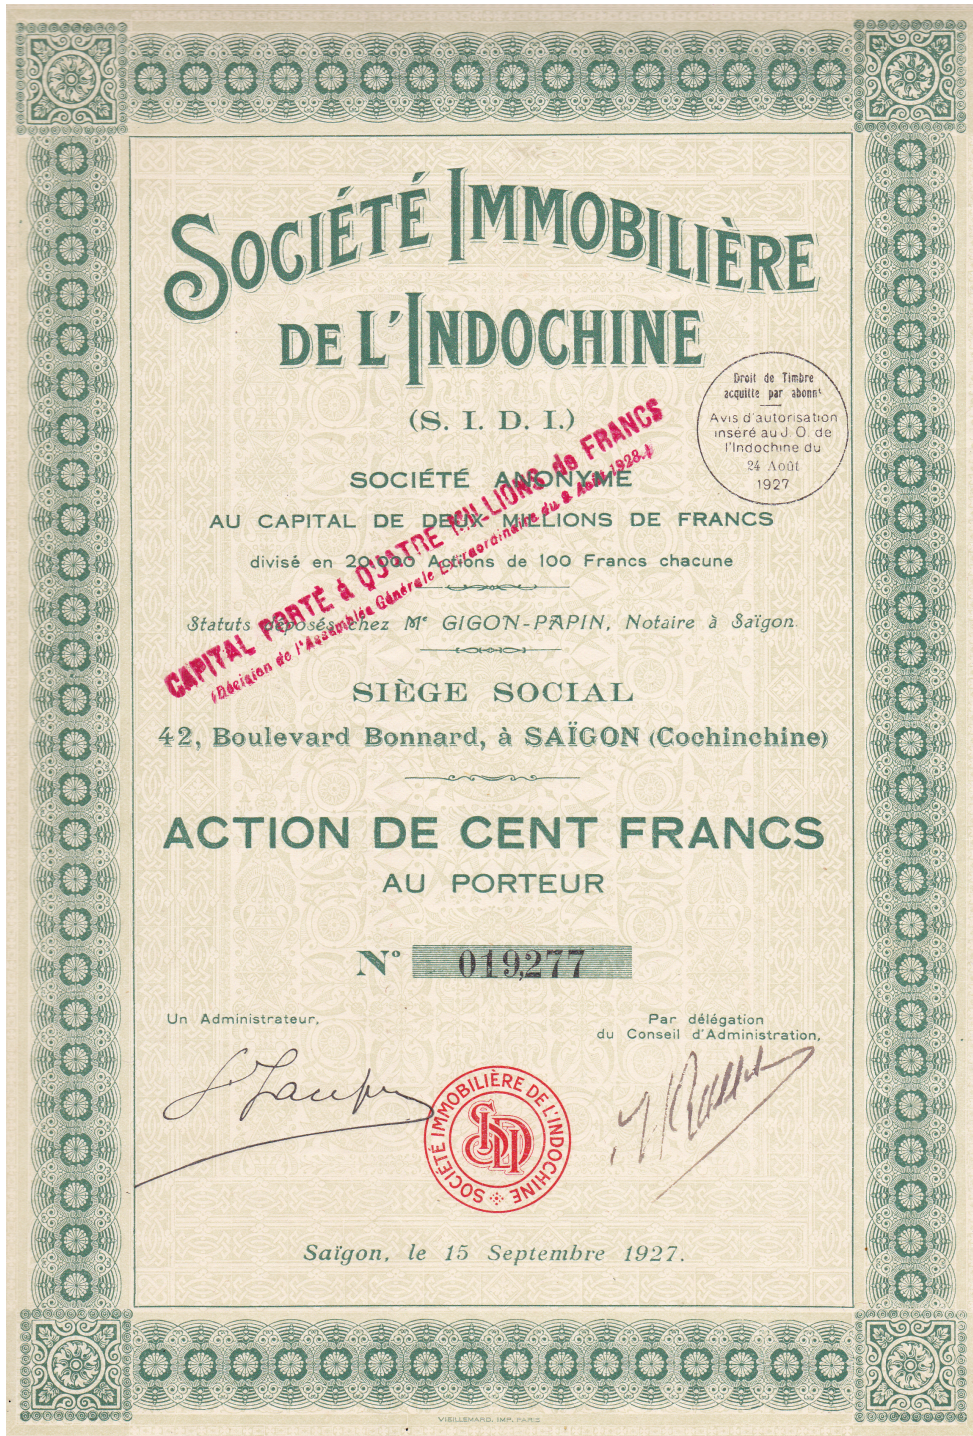 SOCIÉTÉ IMMOBILIÈRE
DE L'INDOCHINE
(S. I. D. I.)
Droit de Timbre
acquitté par abonnt
Avis d'autorisation
inséré au J. O. de
l'Indochine du
24 Août
1927
SOCIÉTÉ ANONYME
AU CAPITAL DE DEUX MILLIONS DE FRANCS
divisé en 20.000 Actions de 100 Francs chacune
CAPITAL PORTÉ à QUATRE MILLIONS de FRANCS
(Décision de l'Assemblée Générale Extraordinaire du 2 Août 1928.)
Statuts déposés chez Me GIGON-PAPIN, Notaire à Saïgon
SIÈGE SOCIAL
42, Boulevard Bonnard, à SAÏGON (Cochinchine)
ACTION DE CENT FRANCS
AU PORTEUR
No 019,277
Un Administrateur,
Par délégation
du Conseil d'Administration,
SOCIÉTÉ IMMOBILIÈRE DE L'INDOCHINE
SIDI
Saïgon, le 15 Septembre 1927.
VIEILLEMARD, IMP. PARIS